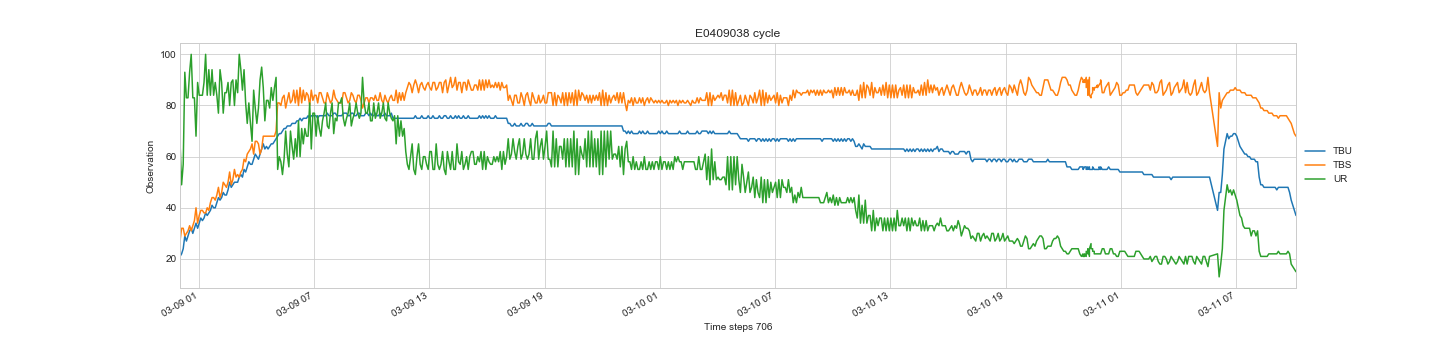 E0409038 cycle
100
80
60
40
20
Observation
03-09 01
03-09 07
03-09 13
03-09 19
03-10 01
03-10 07
03-10 13
03-10 19
03-11 01
03-11 07
Time steps 706
TBU
TBS
UR